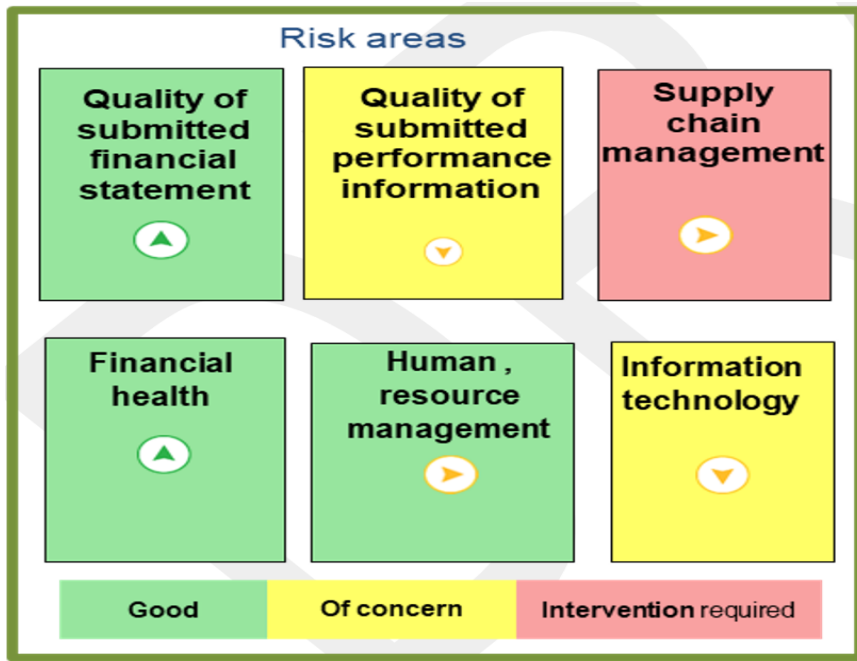 Risk areas
Quality of
submitted
financial
statement
Quality of
submitted
performance
information
Supply
chain
management
Financial
health
Human ,
resource
management
Information
technology
Good
Of concern
Intervention required